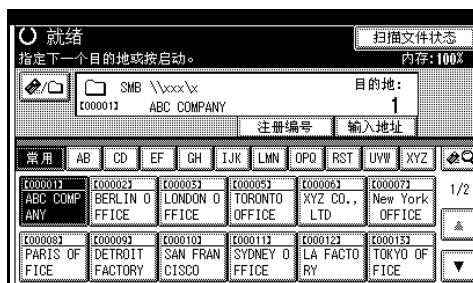 就绪 扫描文件状态
指定下一个目的地或按启动。 内存:100%
SMB \\xxx\x 目的地:
[00001] ABC COMPANY 1
注册编号 输入地址
常用 AB CD EF GH IJK LMN OPQ RST UVW XYZ
[00001] [00002] [00003] [00005] [00006] [00007]
ABC COMP BERLIN O LONDON O TORONTO XYZ CO., New York 1/2
ANY FFICE FFICE OFFICE LTD OFFICE
[00008] [00009] [00010] [00011] [00012] [00013]
PARIS OF DETROIT SAN FRAN SYDNEY O LA FACTO TOKYO OF
FICE FACTORY CISCO FFICE RY FICE